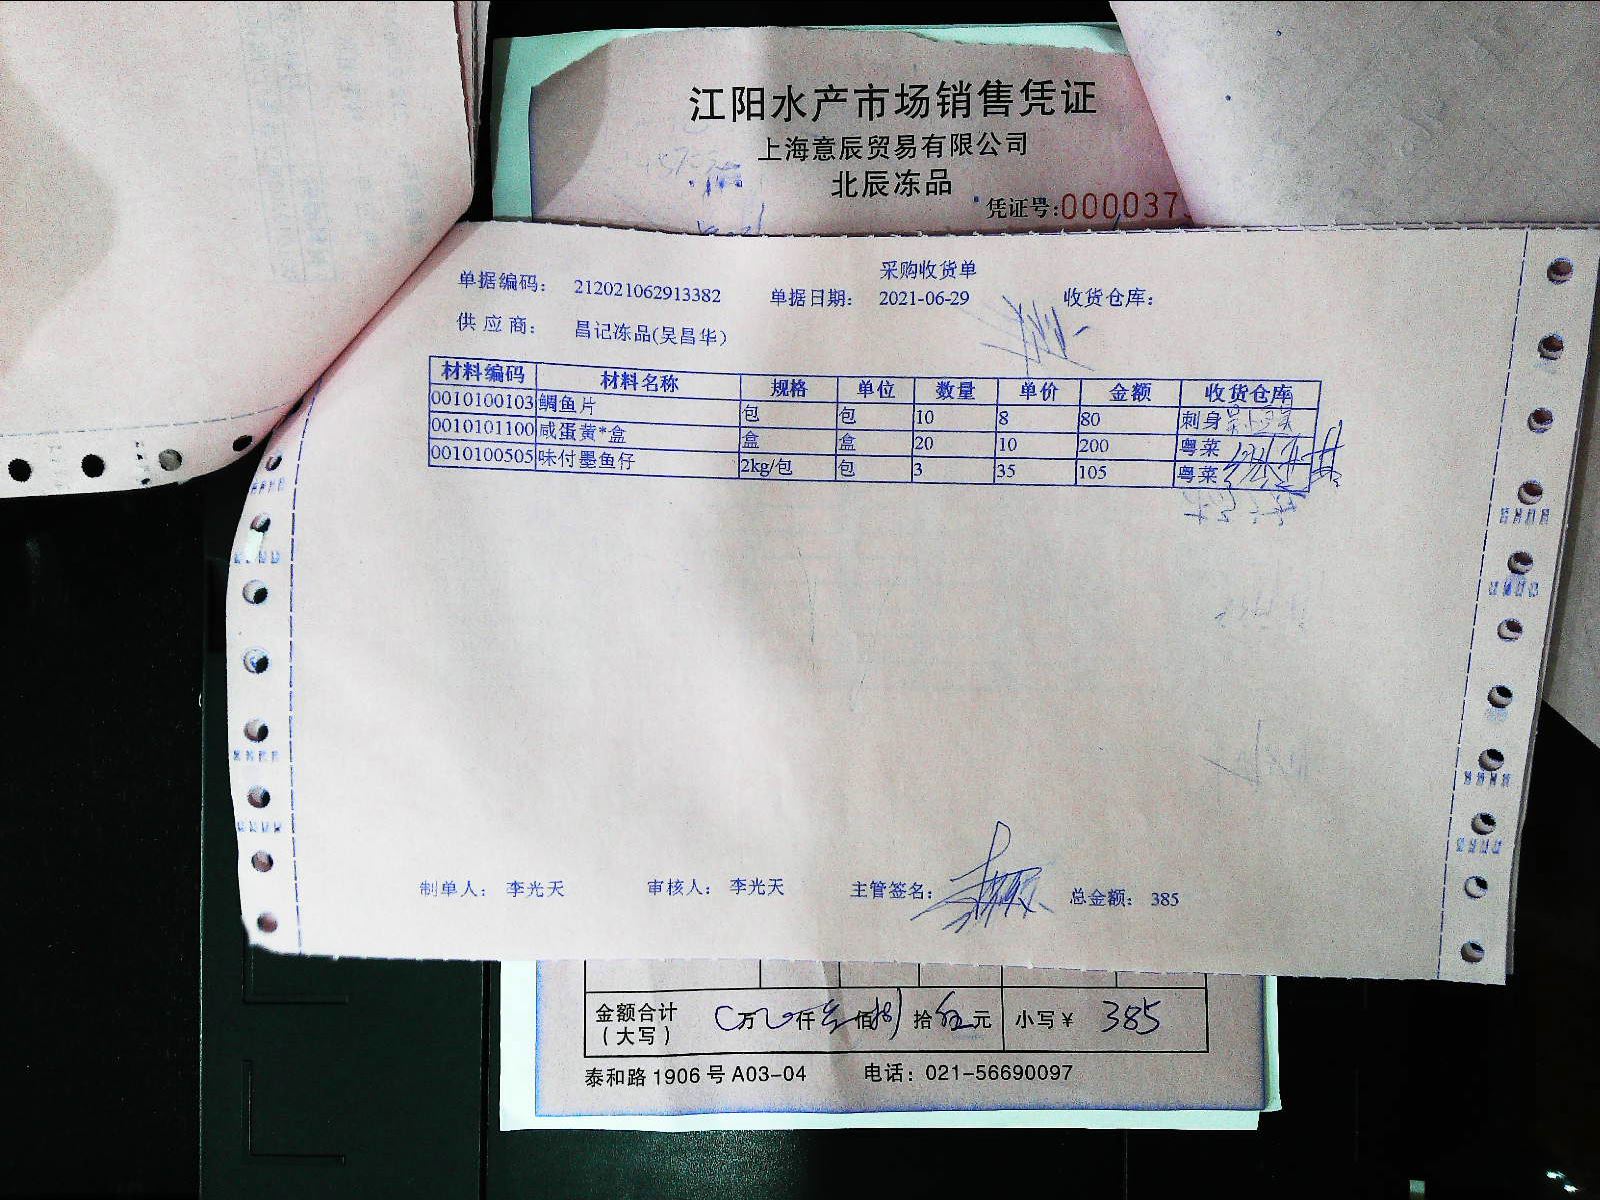 江阳水产市场销售凭证
上海意辰贸易有限公司
北辰冻品
凭证号:000037
采购收货单
单据编码: 212021062913382 单据日期: 2021-06-29 收货仓库:
供应商: 昌记冻品(吴昌华)
材料编码 材料名称 规格 单位 数量 单价 金额 收货仓库
0010100103 鲷鱼片 包 包 10 8 80 刺身
0010101100 咸蛋黄*盒 盒 盒 20 10 200 粤菜
0010100505 味付墨鱼仔 2kg/包 包 3 35 105 粤菜
制单人: 李光天 审核人: 李光天 主管签名: 总金额: 385
金额合计 万 仟 佰 拾 元 小写¥ 385
(大写)
泰和路1906号A03-04 电话: 021-56690097